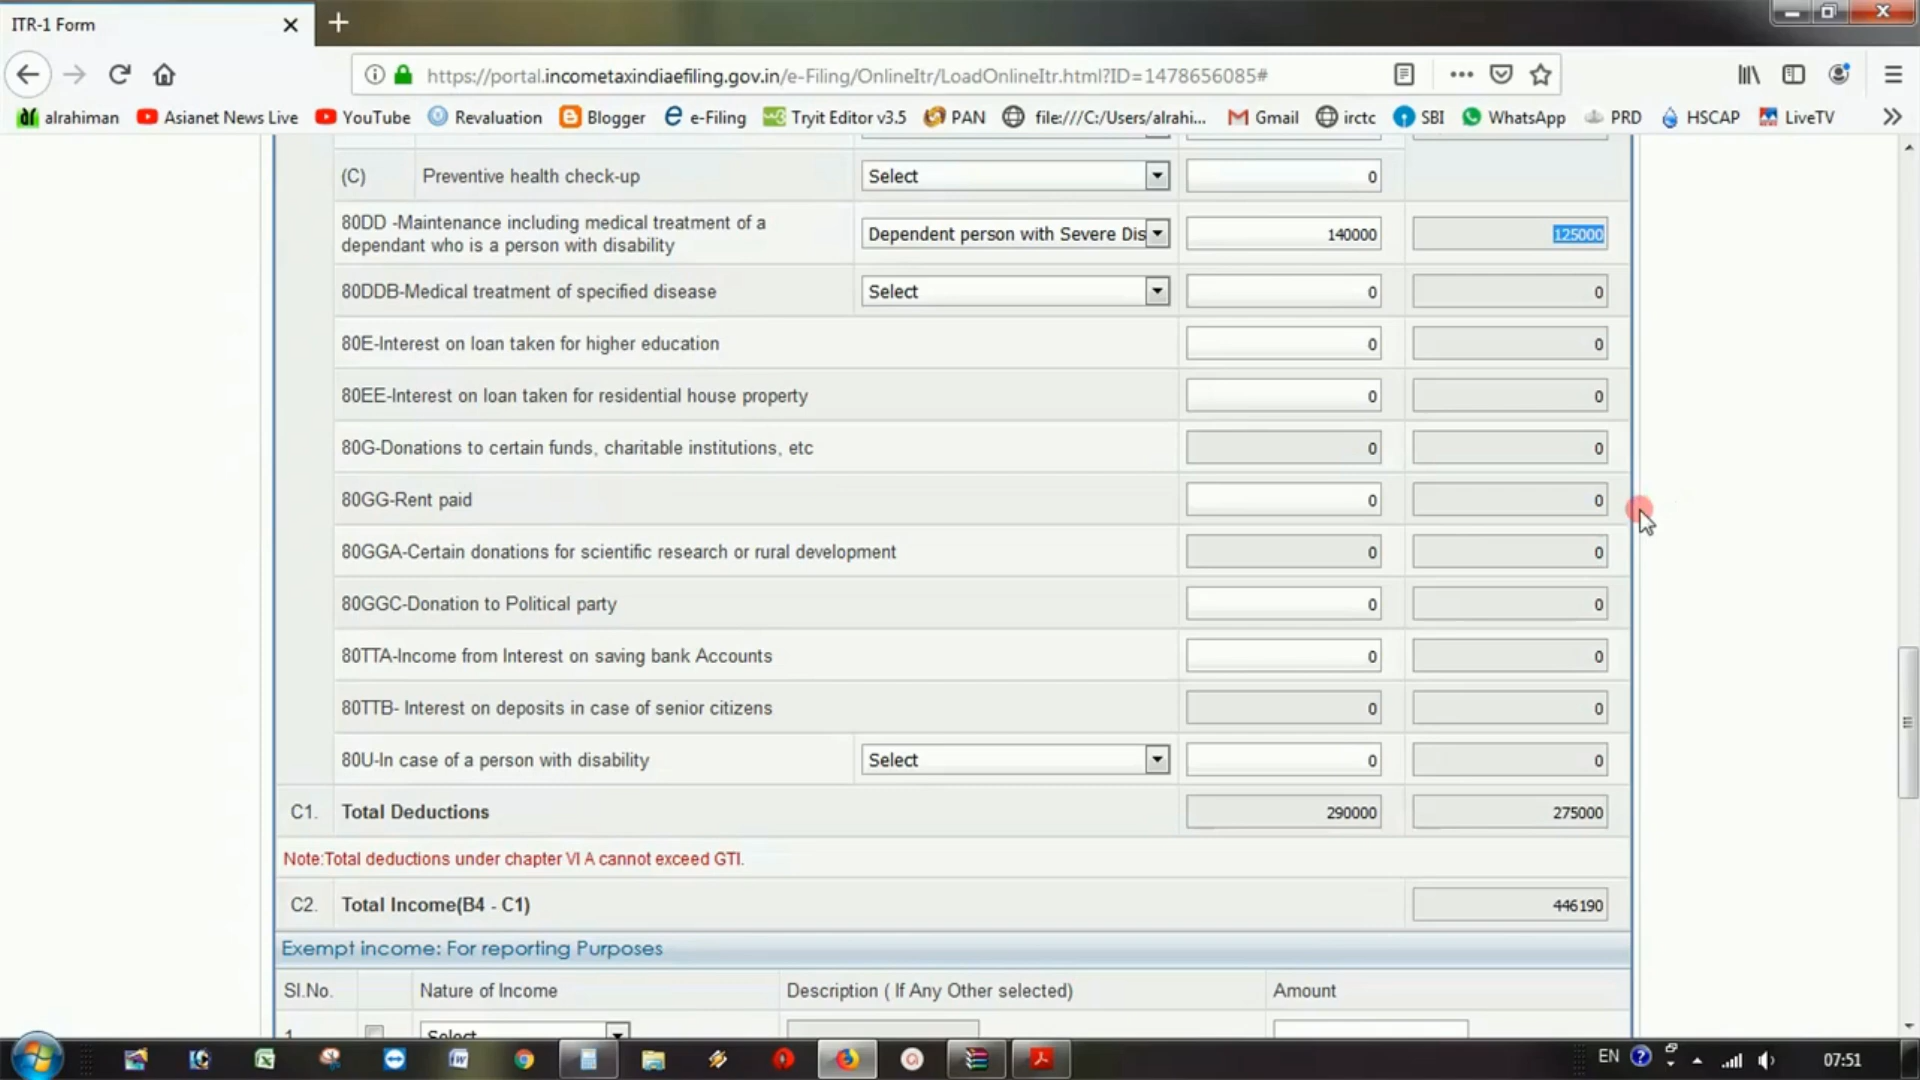 ITR-1 Form
https://portal.incometaxindiaefiling.gov.in/e-Filing/OnlineItr/LoadOnlineItr.html?ID=1478656085#
alrahiman Asianet News Live YouTube Revaluation Blogger e-Filing Tryit Editor v3.5 PAN file:///C:/Users/alrahi... Gmail irctc SBI WhatsApp PRD HSCAP LiveTV
(C) Preventive health check-up Select 0
80DD -Maintenance including medical treatment of a
dependant who is a person with disability Dependent person with Severe Dis 140000 125000
80DDB-Medical treatment of specified disease Select 0 0
80E-Interest on loan taken for higher education 0 0
80EE-Interest on loan taken for residential house property 0 0
80G-Donations to certain funds, charitable institutions, etc 0 0
80GG-Rent paid 0 0
80GGA-Certain donations for scientific research or rural development 0 0
80GGC-Donation to Political party 0 0
80TTA-Income from Interest on saving bank Accounts 0 0
80TTB- Interest on deposits in case of senior citizens 0 0
80U-In case of a person with disability Select 0 0
C1. Total Deductions 290000 275000
Note:Total deductions under chapter VI A cannot exceed GTI.
C2. Total Income(B4 - C1) 446190
Exempt income: For reporting Purposes
SI.No. Nature of Income Description ( If Any Other selected) Amount
1 Select
EN 07:51